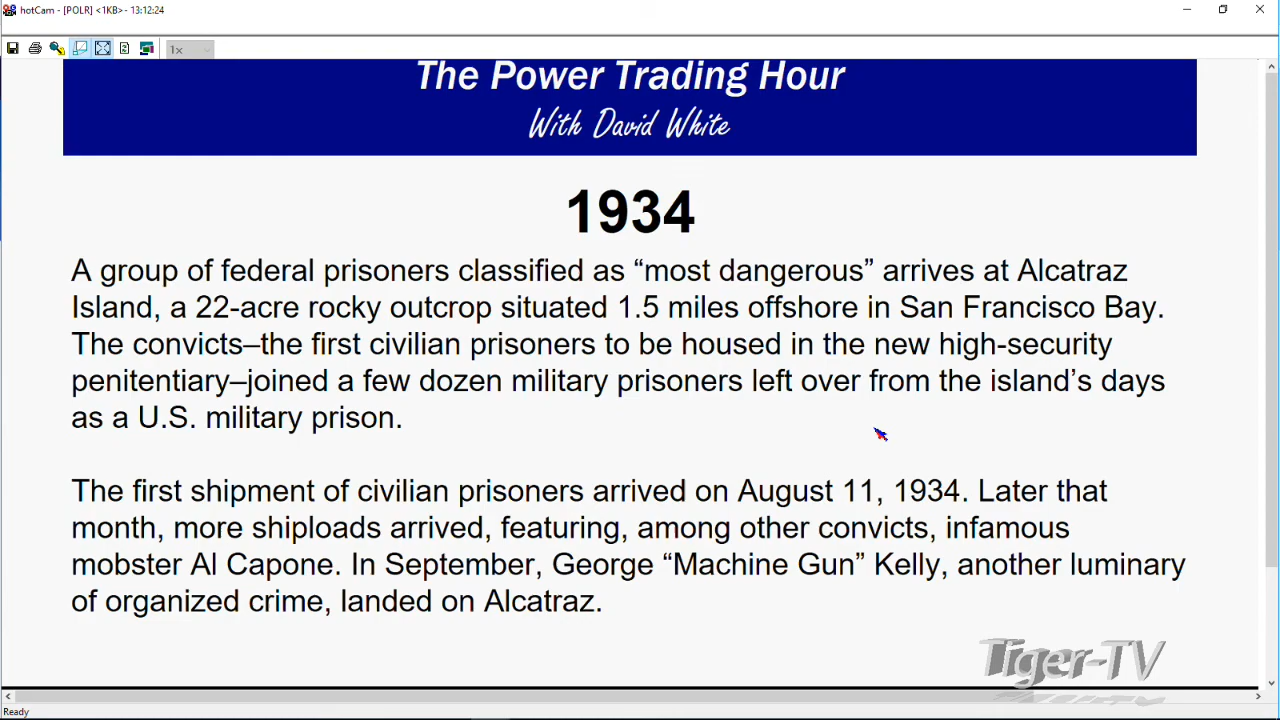 hotCam - [POLR] <1KB> - 13:12:24
1x
The Power Trading Hour
With David White
1934
A group of federal prisoners classified as “most dangerous” arrives at Alcatraz
Island, a 22-acre rocky outcrop situated 1.5 miles offshore in San Francisco Bay.
The convicts–the first civilian prisoners to be housed in the new high-security
penitentiary–joined a few dozen military prisoners left over from the island’s days
as a U.S. military prison.
The first shipment of civilian prisoners arrived on August 11, 1934. Later that
month, more shiploads arrived, featuring, among other convicts, infamous
mobster Al Capone. In September, George “Machine Gun” Kelly, another luminary
of organized crime, landed on Alcatraz.
Tiger-TV
Ready